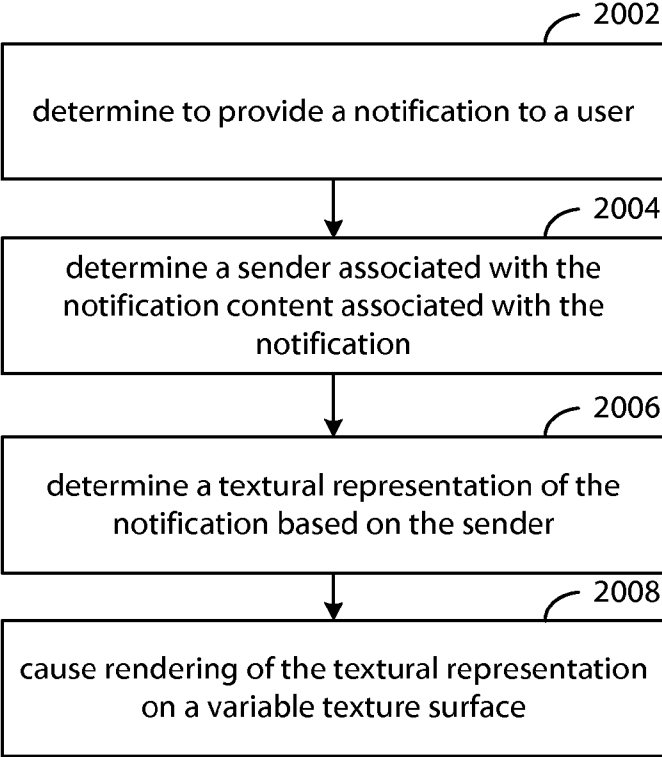 2002
determine to provide a notification to a user
2004
determine a sender associated with the
notification content associated with the
notification
2006
determine a textural representation of the
notification based on the sender
2008
cause rendering of the textural representation
on a variable texture surface